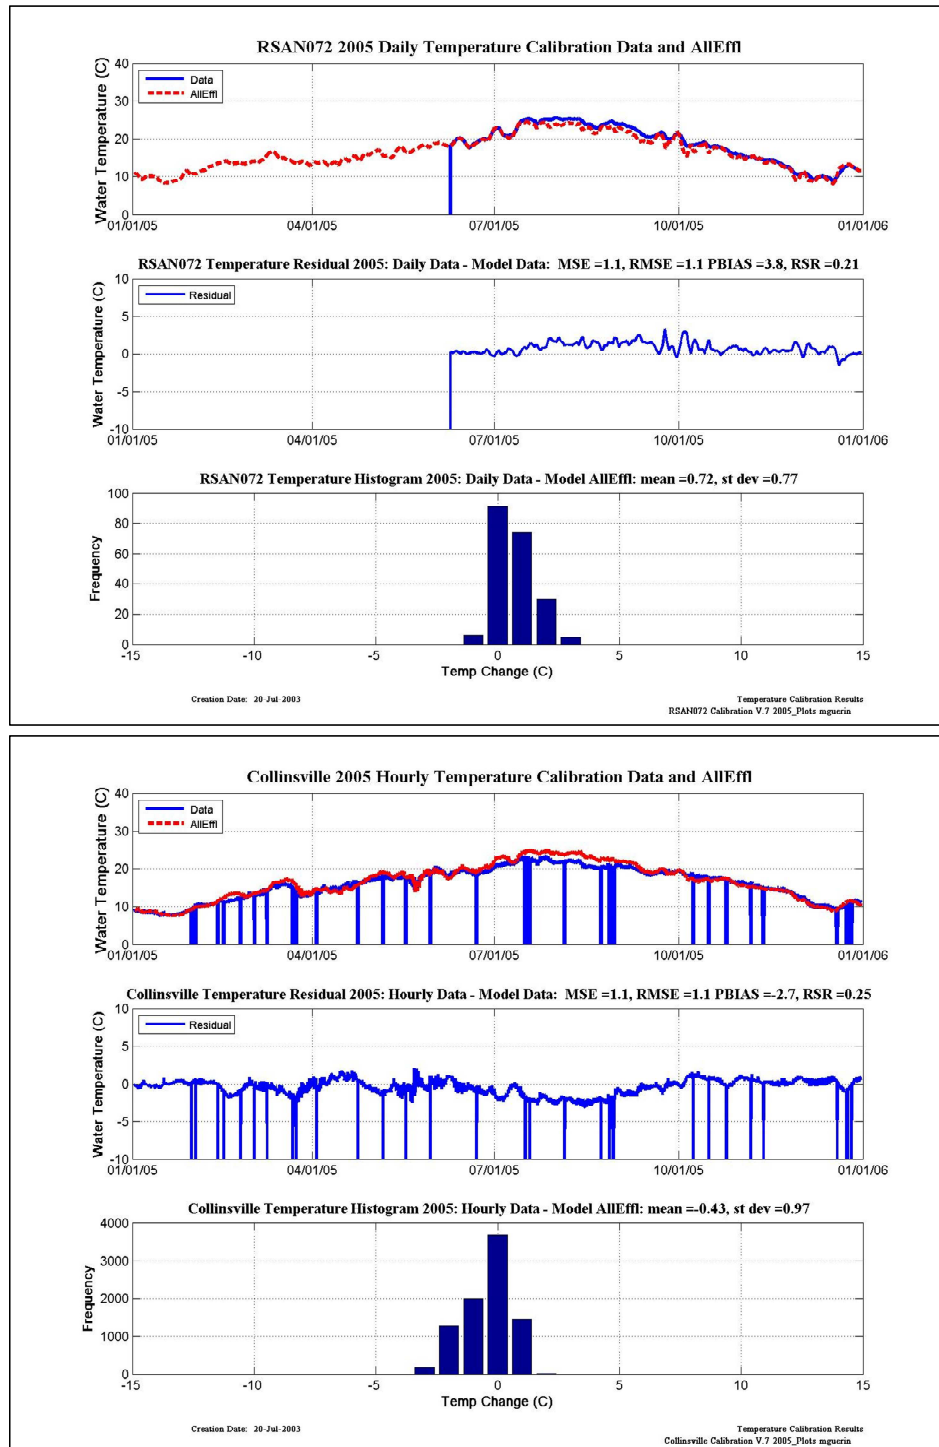 RSAN072 2005 Daily Temperature Calibration Data and AllEffl
Water Temperature (C)
40
30
20
10
0
Data
AllEffl
01/01/05 04/01/05 07/01/05 10/01/05 01/01/06
RSAN072 Temperature Residual 2005: Daily Data - Model Data: MSE =1.1, RMSE =1.1 PBIAS =3.8, RSR =0.21
Water Temperature (C)
10
5
0
-5
-10
Residual
01/01/05 04/01/05 07/01/05 10/01/05 01/01/06
RSAN072 Temperature Histogram 2005: Daily Data - Model AllEffl: mean =0.72, st dev =0.77
Frequency
100
80
60
40
20
0
-15 -10 -5 0 5 10 15
Temp Change (C)
Creation Date: 20-Jul-2003
Temperature Calibration Results
RSAN072 Calibration V.7 2005_Plots mguerin
Collinsville 2005 Hourly Temperature Calibration Data and AllEffl
Water Temperature (C)
40
30
20
10
0
Data
AllEffl
01/01/05 04/01/05 07/01/05 10/01/05 01/01/06
Collinsville Temperature Residual 2005: Hourly Data - Model Data: MSE =1.1, RMSE =1.1 PBIAS =-2.7, RSR =0.25
Water Temperature (C)
10
5
0
-5
-10
Residual
01/01/05 04/01/05 07/01/05 10/01/05 01/01/06
Collinsville Temperature Histogram 2005: Hourly Data - Model AllEffl: mean =-0.43, st dev =0.97
Frequency
4000
3000
2000
1000
0
-15 -10 -5 0 5 10 15
Temp Change (C)
Creation Date: 20-Jul-2003
Temperature Calibration Results
Collinsville Calibration V.7 2005_Plots mguerin